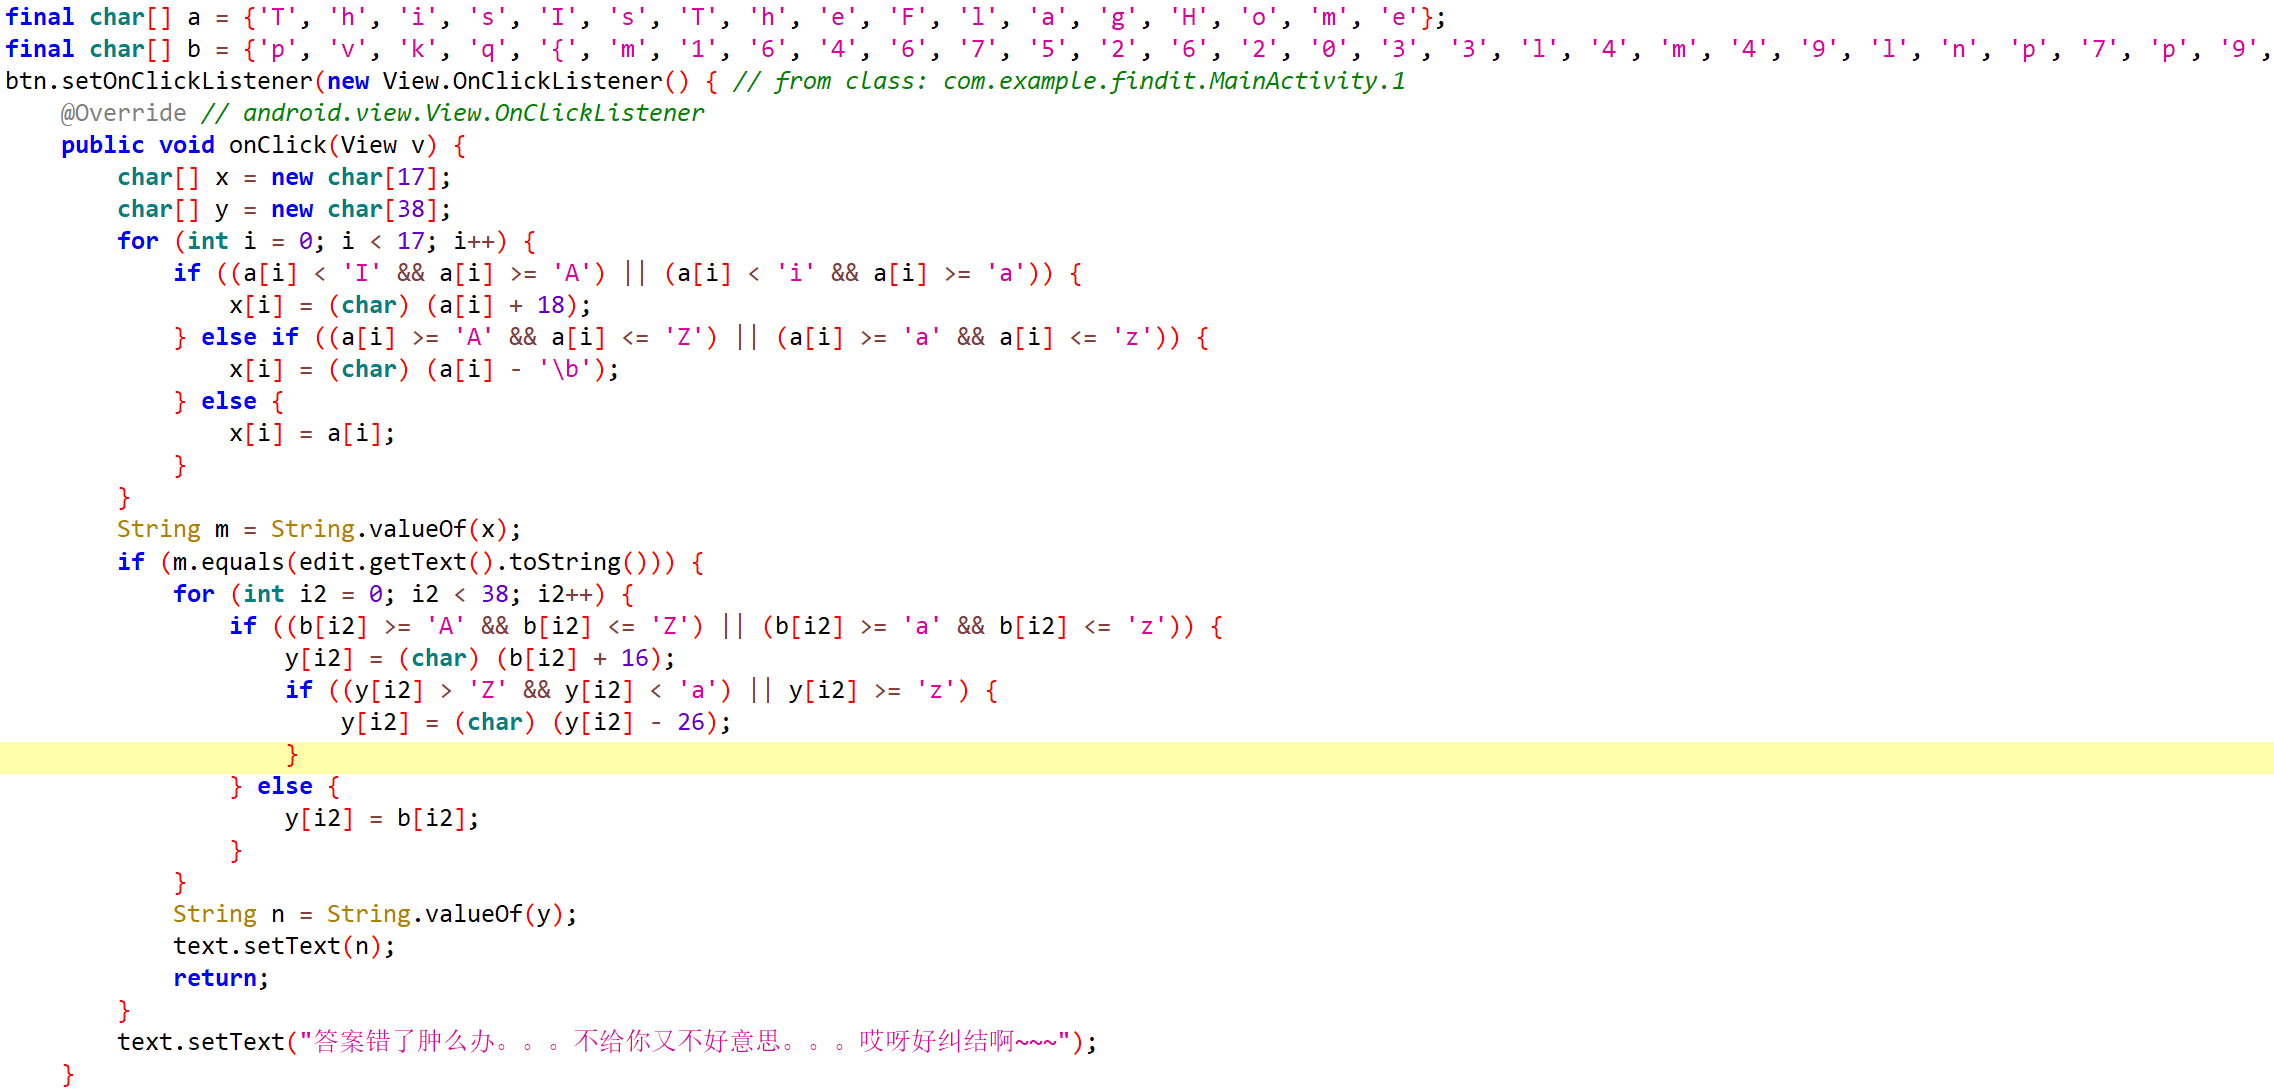 final char[] a = {'T', 'h', 'i', 's', 'I', 's', 'T', 'h', 'e', 'F', 'l', 'a', 'g', 'H', 'o', 'm', 'e'};
final char[] b = {'p', 'v', 'k', 'q', '{', 'm', '1', '6', '4', '6', '7', '5', '2', '6', '2', '0', '3', '3', 'l', '4', 'm', '4', '9', 'l', 'n', 'p', '7', 'p', '9',
btn.setOnClickListener(new View.OnClickListener() { // from class: com.example.findit.MainActivity.1
    @Override // android.view.View.OnClickListener
    public void onClick(View v) {
        char[] x = new char[17];
        char[] y = new char[38];
        for (int i = 0; i < 17; i++) {
            if ((a[i] < 'I' && a[i] >= 'A') || (a[i] < 'i' && a[i] >= 'a')) {
                x[i] = (char) (a[i] + 18);
            } else if ((a[i] >= 'A' && a[i] <= 'Z') || (a[i] >= 'a' && a[i] <= 'z')) {
                x[i] = (char) (a[i] - '\b');
            } else {
                x[i] = a[i];
            }
        }
        String m = String.valueOf(x);
        if (m.equals(edit.getText().toString())) {
            for (int i2 = 0; i2 < 38; i2++) {
                if ((b[i2] >= 'A' && b[i2] <= 'Z') || (b[i2] >= 'a' && b[i2] <= 'z')) {
                    y[i2] = (char) (b[i2] + 16);
                    if ((y[i2] > 'Z' && y[i2] < 'a') || y[i2] >= 'z') {
                        y[i2] = (char) (y[i2] - 26);
                    }
                } else {
                    y[i2] = b[i2];
                }
            }
            String n = String.valueOf(y);
            text.setText(n);
            return;
        }
        text.setText("答案错了肿么办。。。不给你又不好意思。。。哎呀好纠结啊~~~");
    }